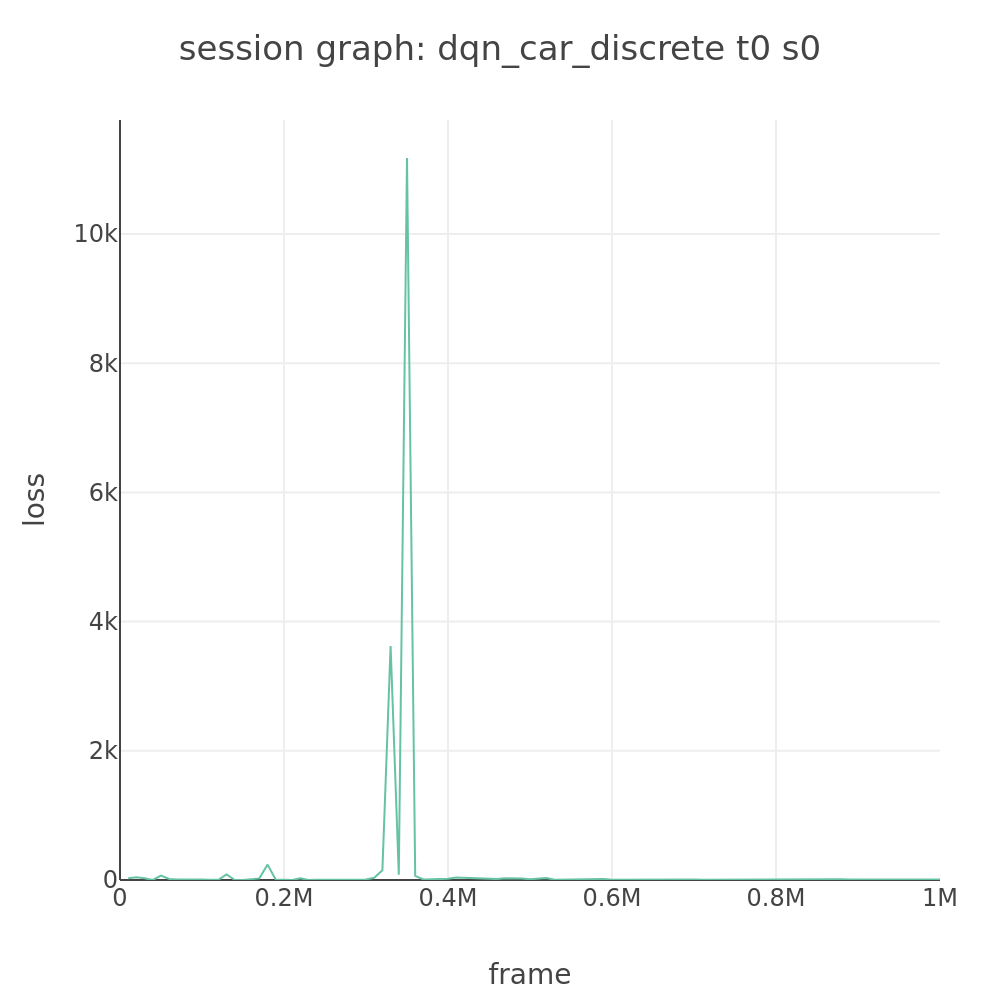 session graph: dqn_car_discrete t0 s0
10k
8k
6k
4k
2k
0
loss
0
0.2M
0.4M
0.6M
0.8M
1M
frame